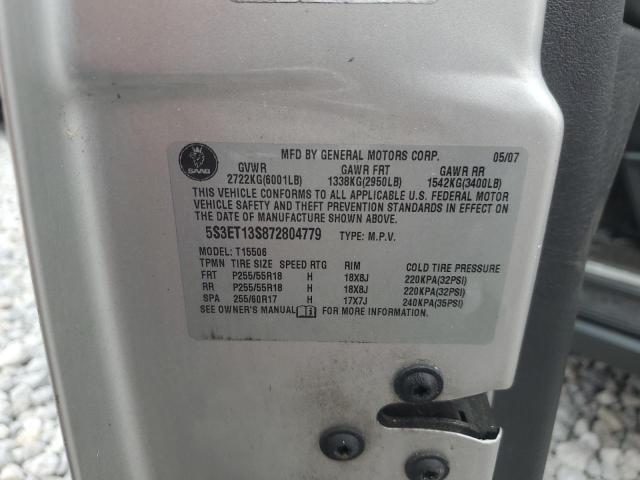 MFD BY GENERAL MOTORS CORP. 05/07
SAAB
GVWR GAWR FRT GAWR RR
2722KG(6001LB) 1338KG(2950LB) 1542KG(3400LB)
THIS VEHICLE CONFORMS TO ALL APPLICABLE U.S. FEDERAL MOTOR
VEHICLE SAFETY AND THEFT PREVENTION STANDARDS IN EFFECT ON
THE DATE OF MANUFACTURE SHOWN ABOVE.
5S3ET13S872804779 TYPE: M.P.V.
MODEL: T15506
TPMN TIRE SIZE SPEED RTG RIM COLD TIRE PRESSURE
FRT P255/55R18 H 18X8J 220KPA(32PSI)
RR P255/55R18 H 18X8J 220KPA(32PSI)
SPA 255/60R17 H 17X7J 240KPA(35PSI)
SEE OWNER'S MANUAL FOR MORE INFORMATION.